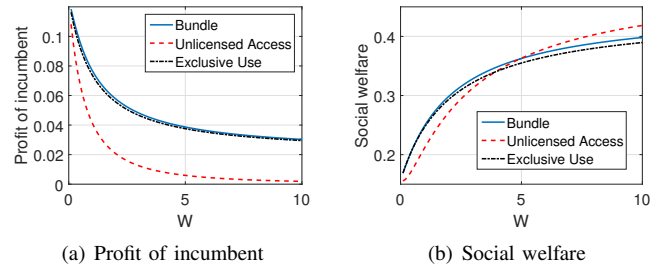 Profit of incumbent
0.1
0.08
0.06
0.04
0.02
0
0
5
10
W
Bundle
Unlicensed Access
Exclusive Use
(a) Profit of incumbent
Social welfare
0.4
0.3
0.2
0
5
10
W
Bundle
Unlicensed Access
Exclusive Use
(b) Social welfare